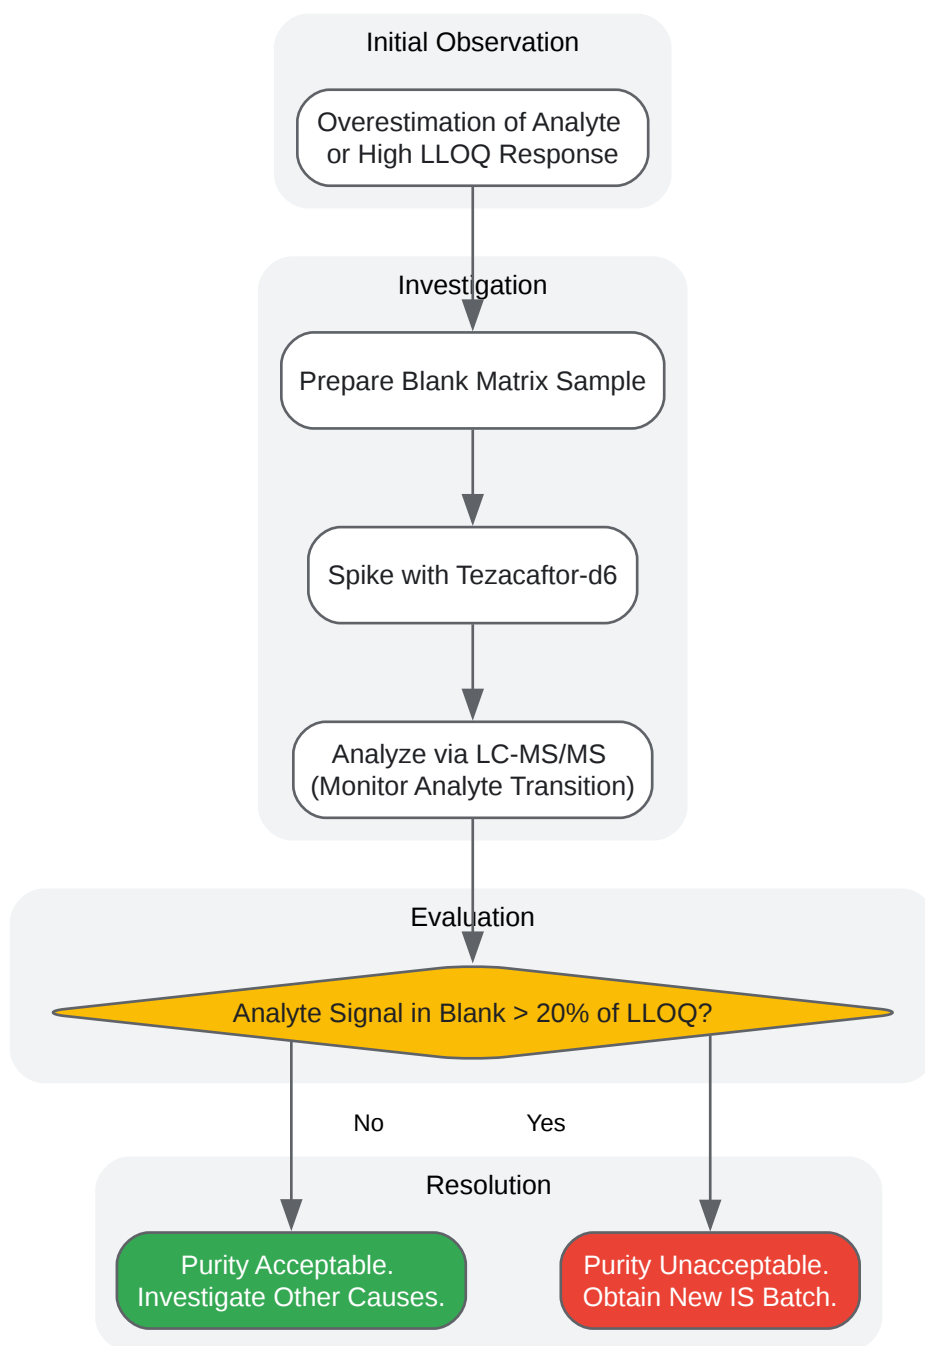 Initial Observation
Overestimation of Analyte
or High LLOQ Response
Investigation
Prepare Blank Matrix Sample
Spike with Tezacaftor-d6
Analyze via LC-MS/MS
(Monitor Analyte Transition)
Evaluation
Analyte Signal in Blank > 20% of LLOQ?
No
Yes
Resolution
Purity Acceptable.
Investigate Other Causes.
Purity Unacceptable.
Obtain New IS Batch.